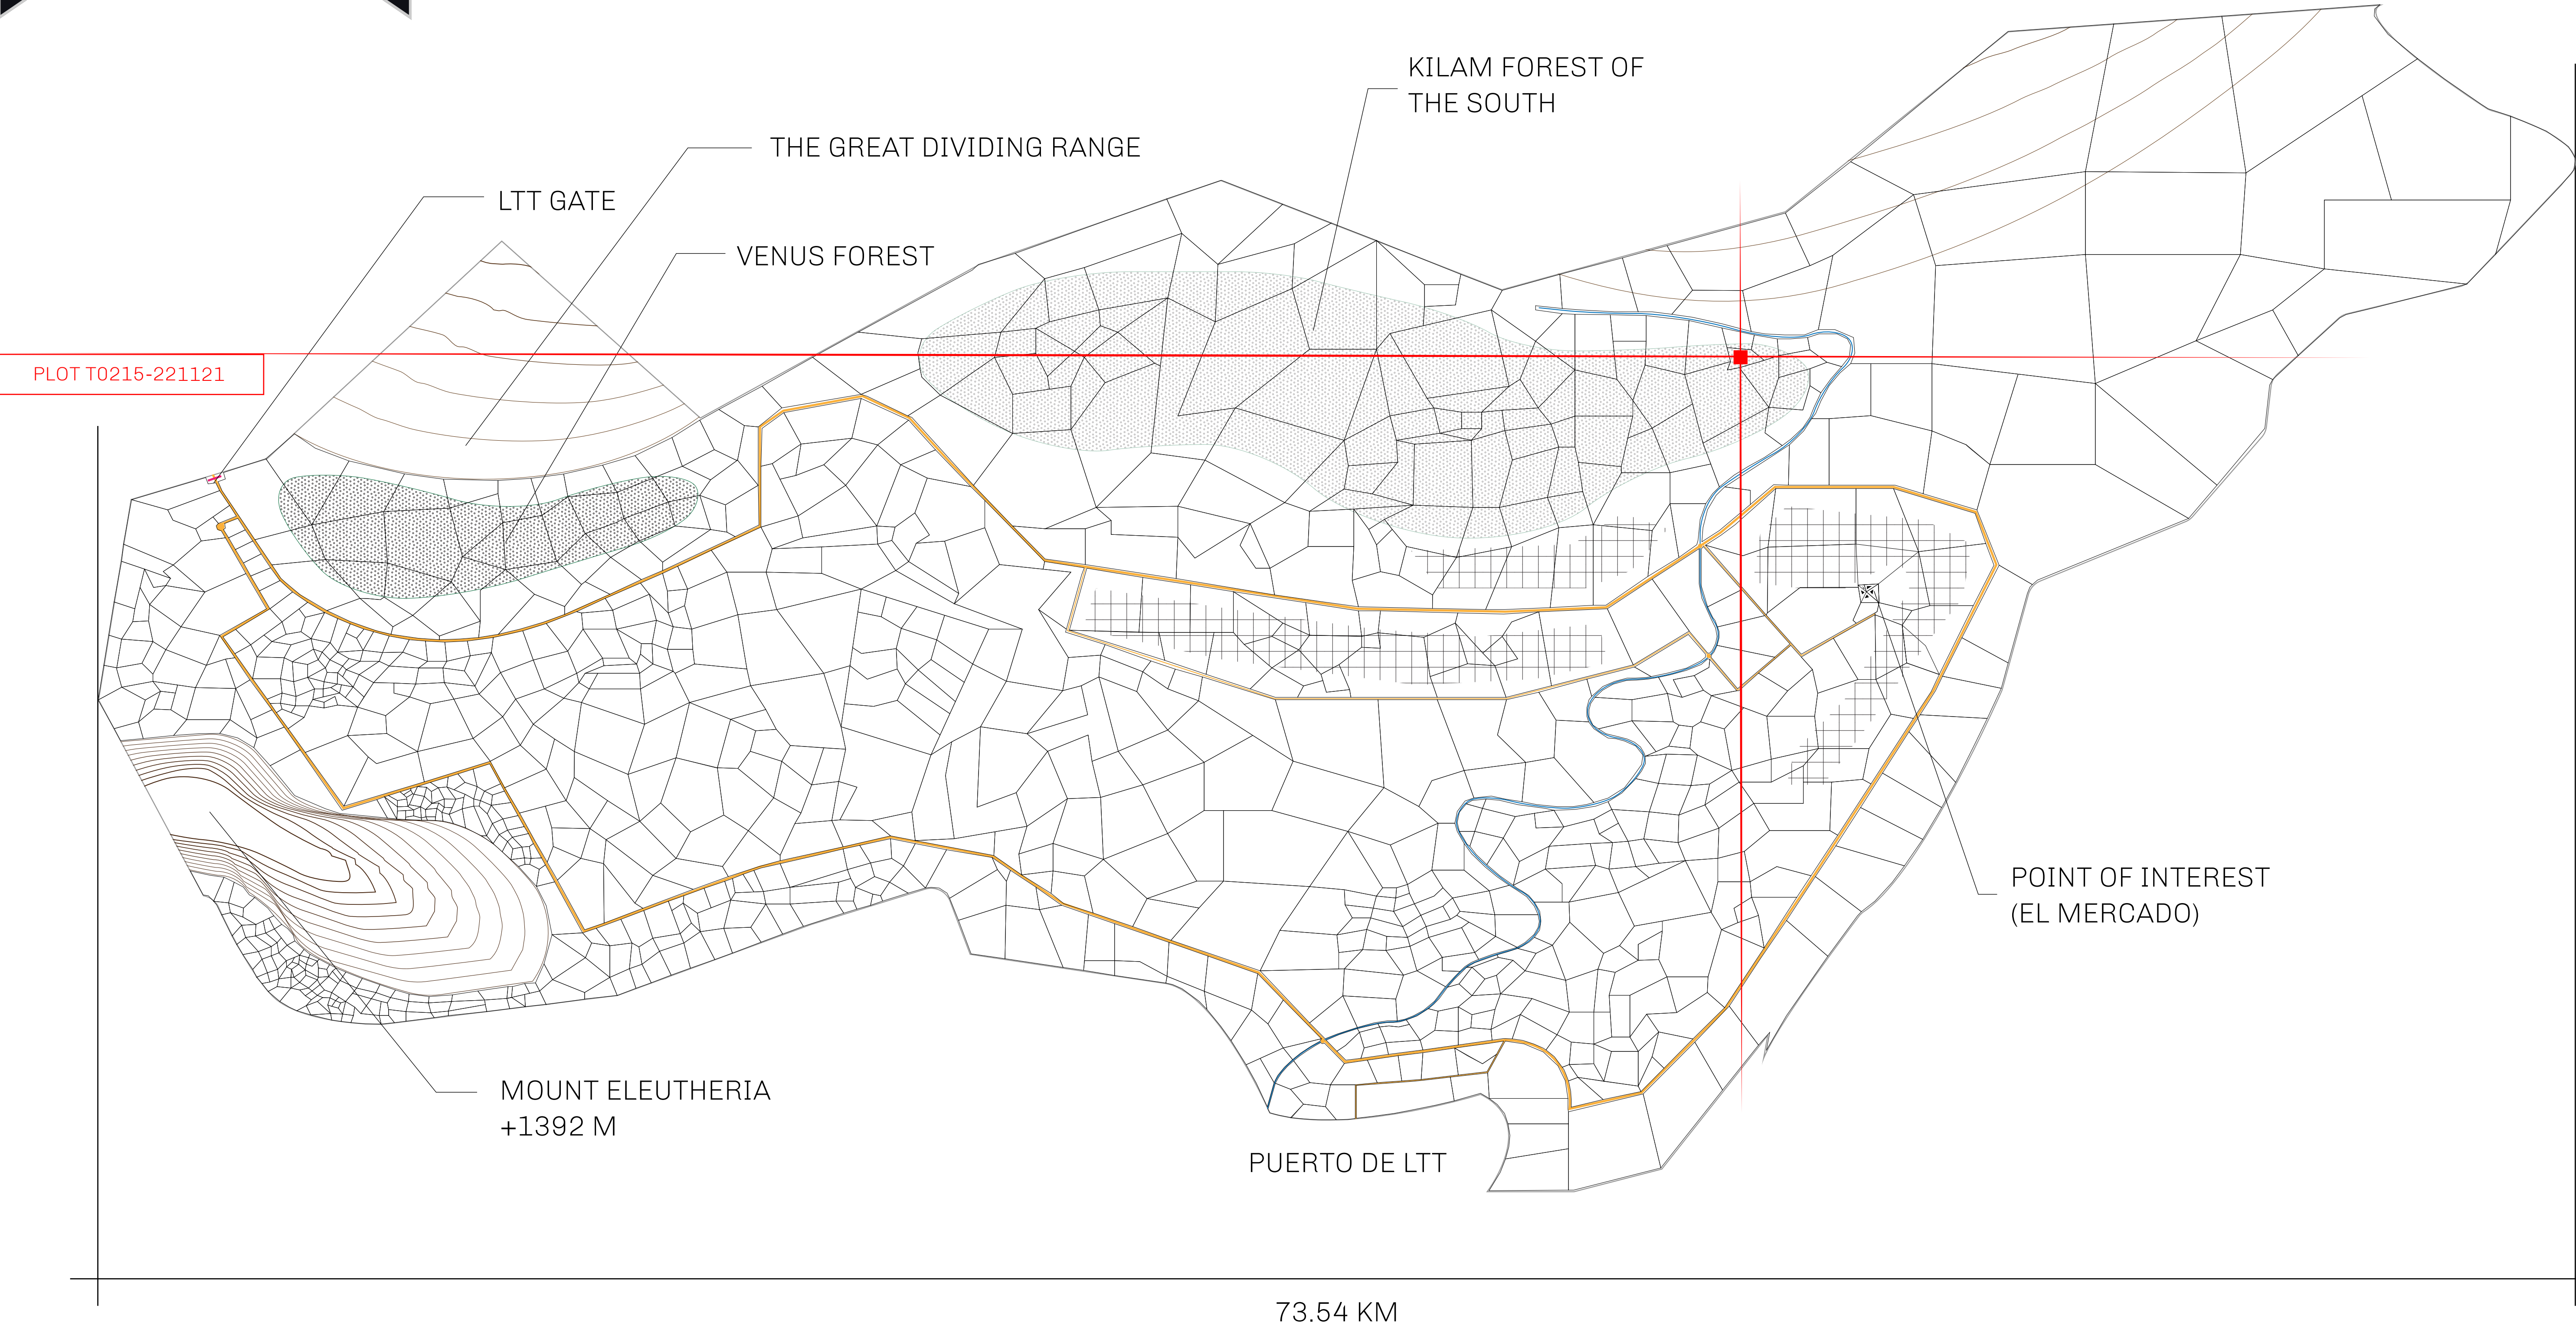 KILAM FOREST OF
THE SOUTH
THE GREAT DIVIDING RANGE
LTT GATE
VENUS FOREST
PLOT T0215-221121
POINT OF INTEREST
(EL MERCADO)
MOUNT ELEUTHERIA
+1392 M
PUERTO DE LTT
73.54 KM